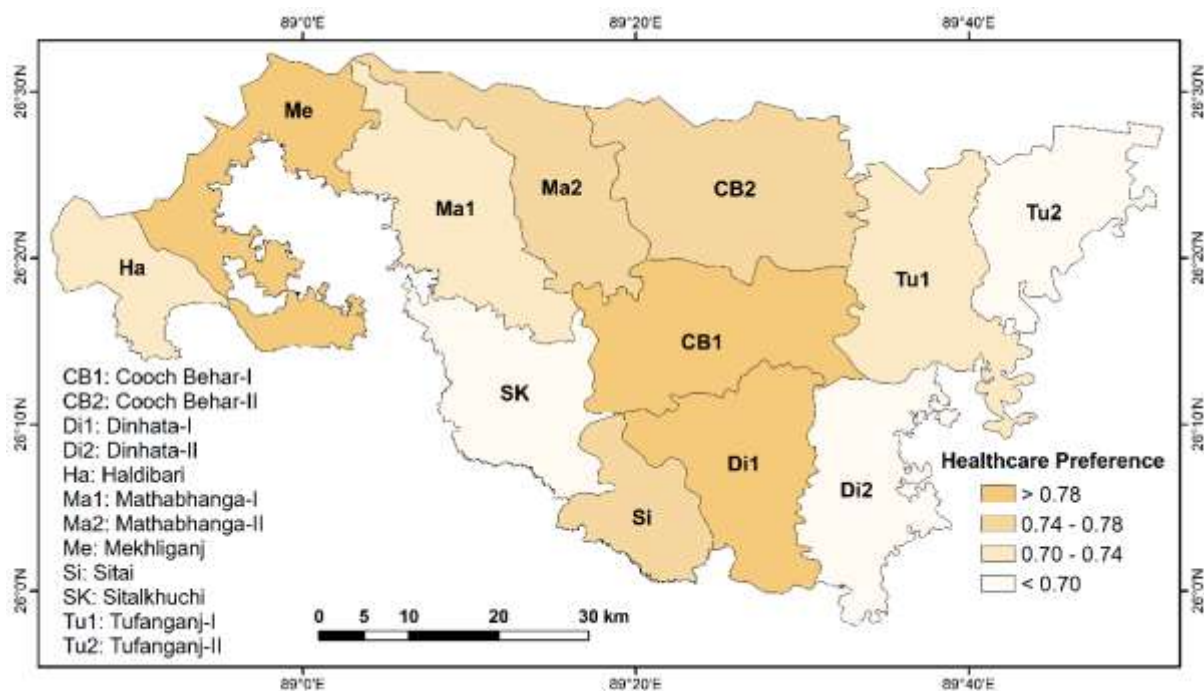 89°0'E 89°20'E 89°40'E
26°30'N 26°30'N
Me
Ma2
CB2
Ma1
Tu2
26°20'N 26°20'N
Ha
Tu1
CB1
CB1: Cooch Behar-I
CB2: Cooch Behar-II
Di1: Dinhata-I
Di2: Dinhata-II
Ha: Haldibari
Ma1: Mathabhanga-I
Ma2: Mathabhanga-II
Me: Mekhliganj
Si: Sitai
SK: Sitalkhuchi
Tu1: Tufanganj-I
Tu2: Tufanganj-II
SK
26°10'N 26°10'N
Di1
Di2
Si
Healthcare Preference
> 0.78
0.74 - 0.78
0.70 - 0.74
< 0.70
26°0'N 26°0'N
0 5 10 20 30 km
89°0'E 89°20'E 89°40'E